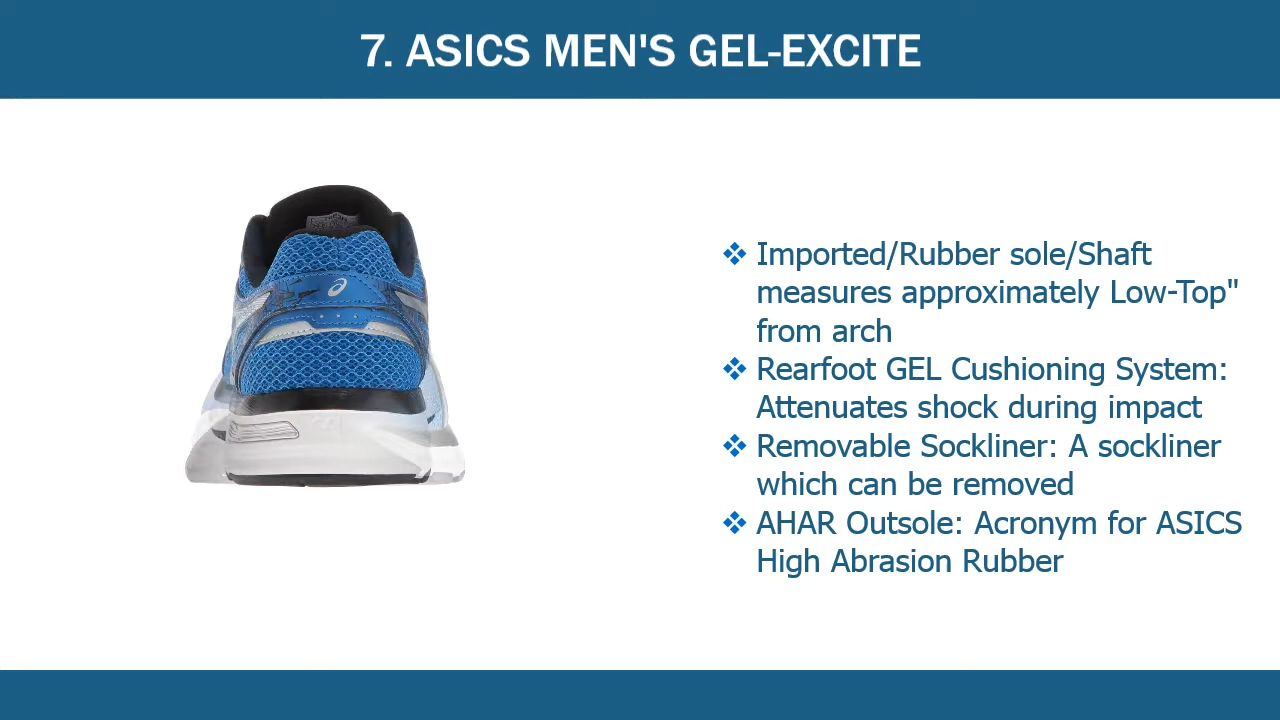 7. ASICS MEN'S GEL-EXCITE
❖ Imported/Rubber sole/Shaft
measures approximately Low-Top"
from arch
❖ Rearfoot GEL Cushioning System:
Attenuates shock during impact
❖ Removable Sockliner: A sockliner
which can be removed
❖ AHAR Outsole: Acronym for ASICS
High Abrasion Rubber